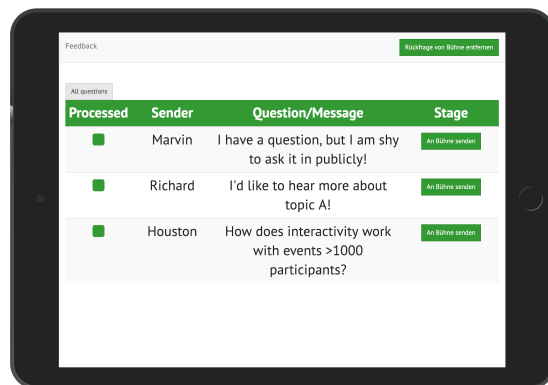 Feedback
Rückfrage von Bühne entfernen
All questions
Processed Sender Question/Message Stage
Marvin I have a question, but I am shy An Bühne senden
to ask it in publicly!
Richard I'd like to hear more about An Bühne senden
topic A!
Houston How does interactivity work An Bühne senden
with events >1000
participants?